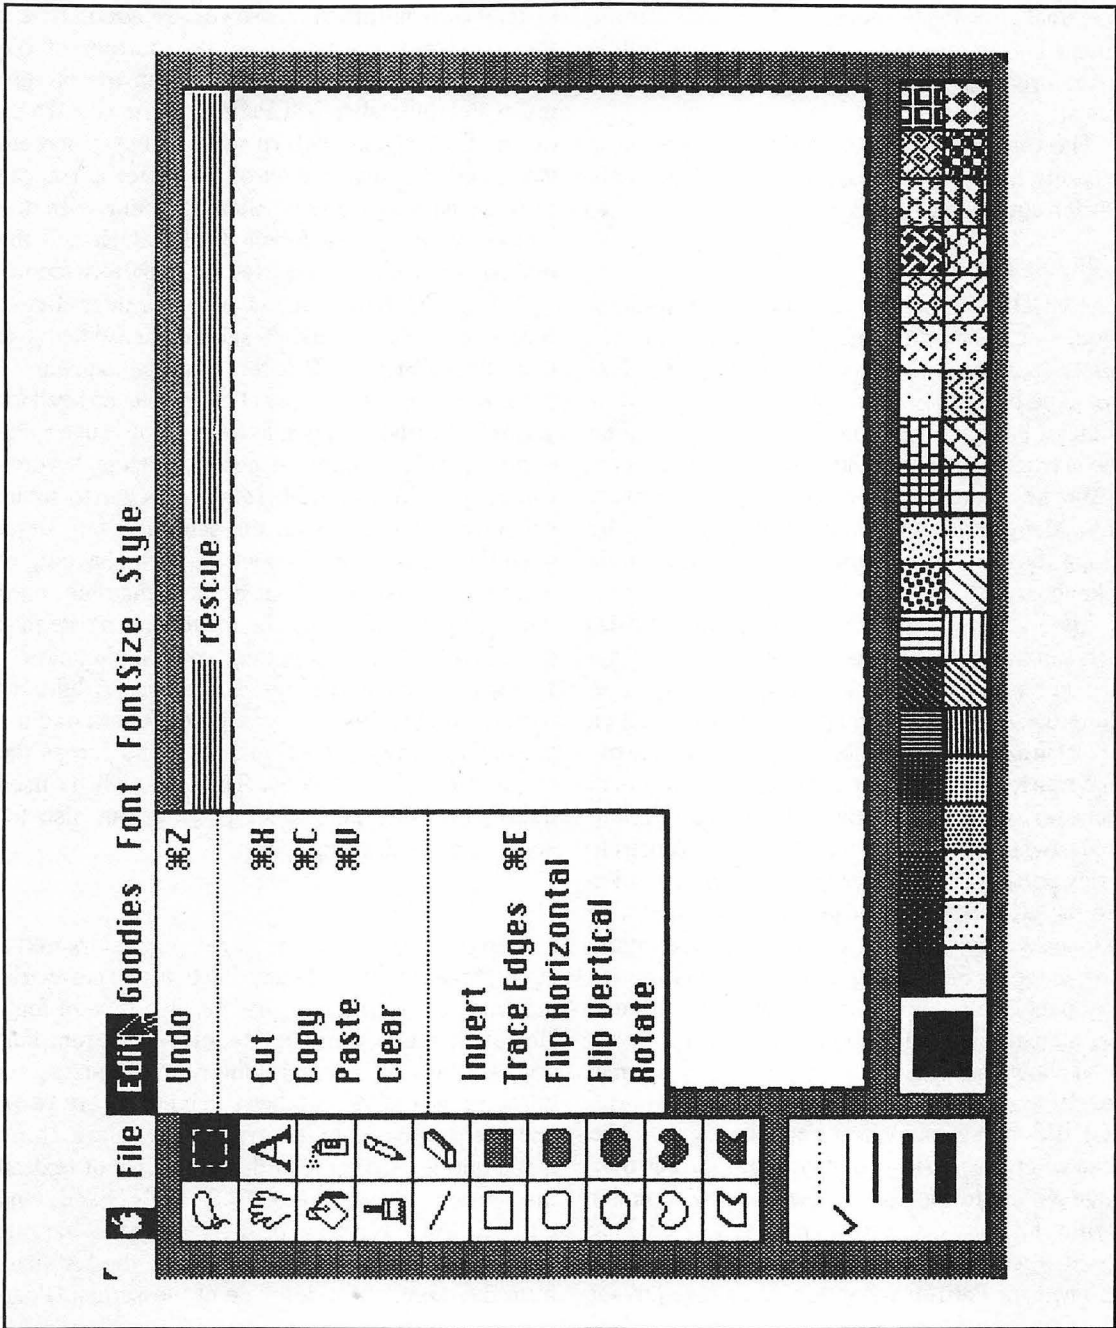 File Edit Goodies Font FontSize Style
rescue
Undo ⌘Z
Cut ⌘X
Copy ⌘C
Paste ⌘V
Clear
Invert
Trace Edges ⌘E
Flip Horizontal
Flip Vertical
Rotate
A